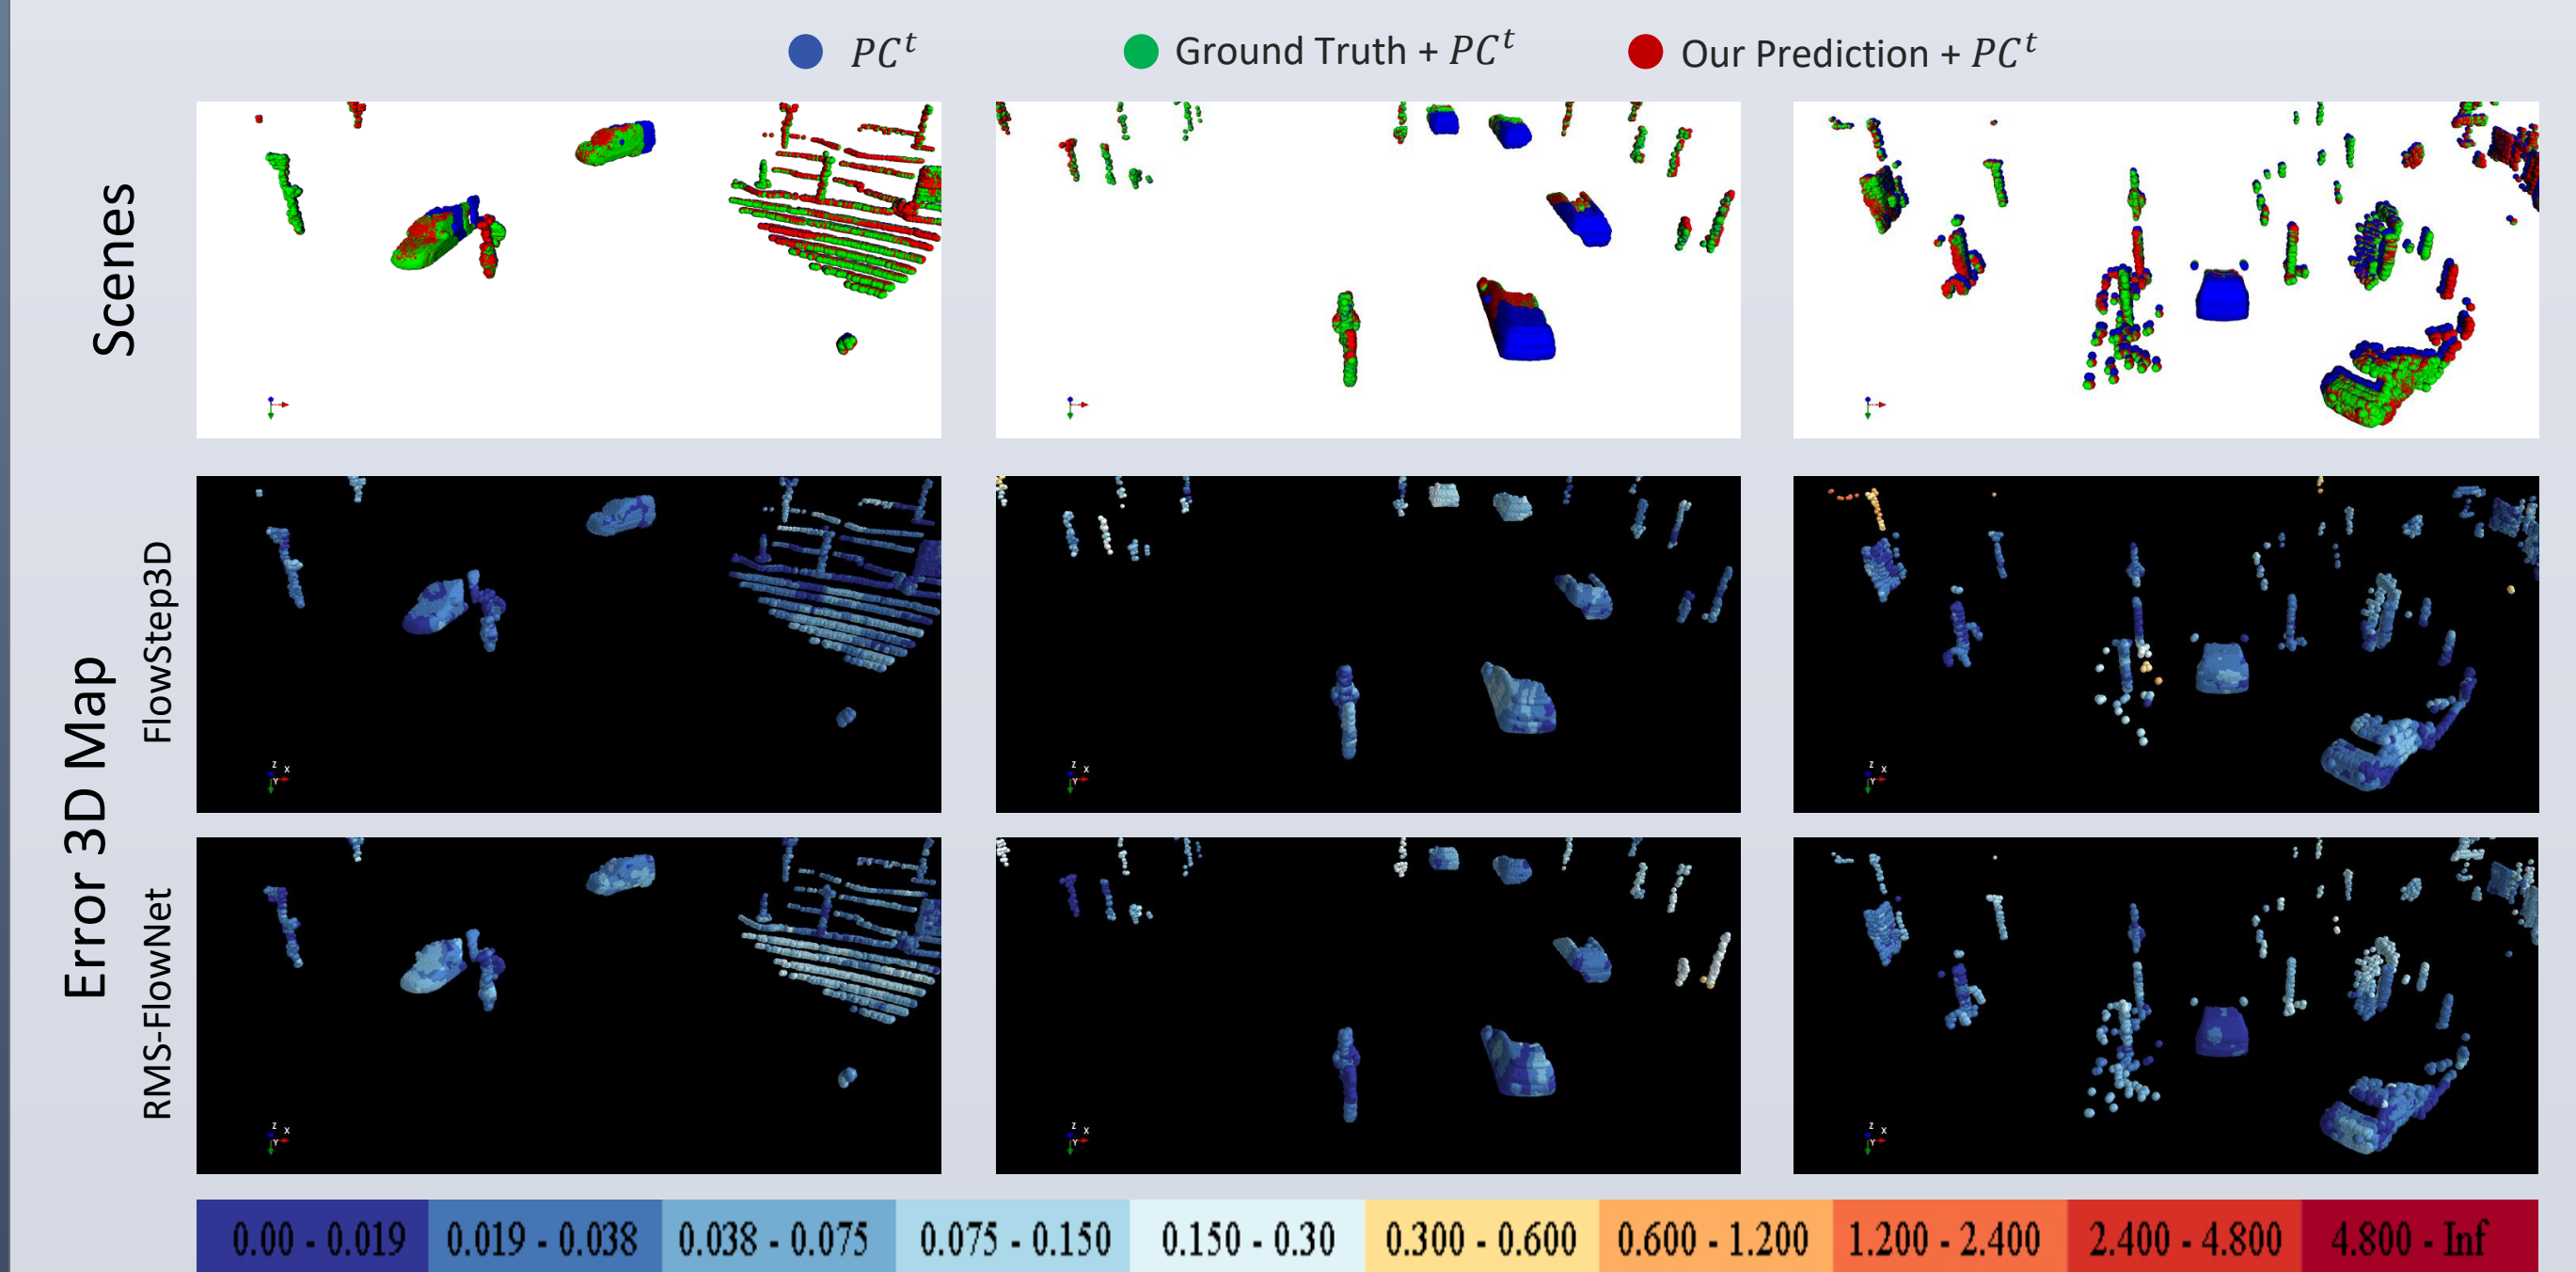 PC^t
Ground Truth + PC^t
Our Prediction + PC^t
Scenes
Error 3D Map
FlowStep3D
Z X
Y
Z X
Y
Z X
Y
RMS-FlowNet
Z X
Y
Z X
Y
Z X
Y
0.00 - 0.019 0.019 - 0.038 0.038 - 0.075 0.075 - 0.150 0.150 - 0.30 0.300 - 0.600 0.600 - 1.200 1.200 - 2.400 2.400 - 4.800 4.800 - Inf